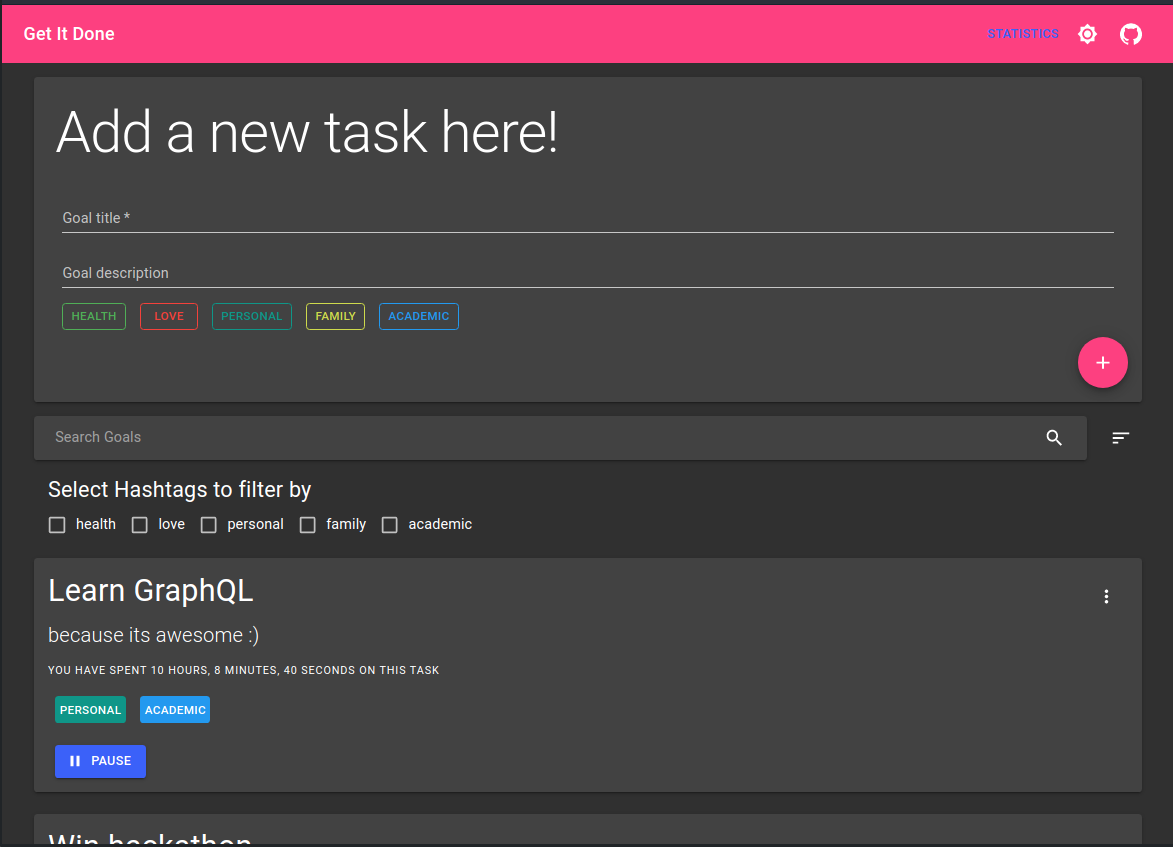 Get It Done STATISTICS
Add a new task here!
Goal title *
Goal description
HEALTH LOVE PERSONAL FAMILY ACADEMIC
+
Search Goals
Select Hashtags to filter by
health love personal family academic
Learn GraphQL
because its awesome :)
YOU HAVE SPENT 10 HOURS, 8 MINUTES, 40 SECONDS ON THIS TASK
PERSONAL ACADEMIC
PAUSE
Win hackathon